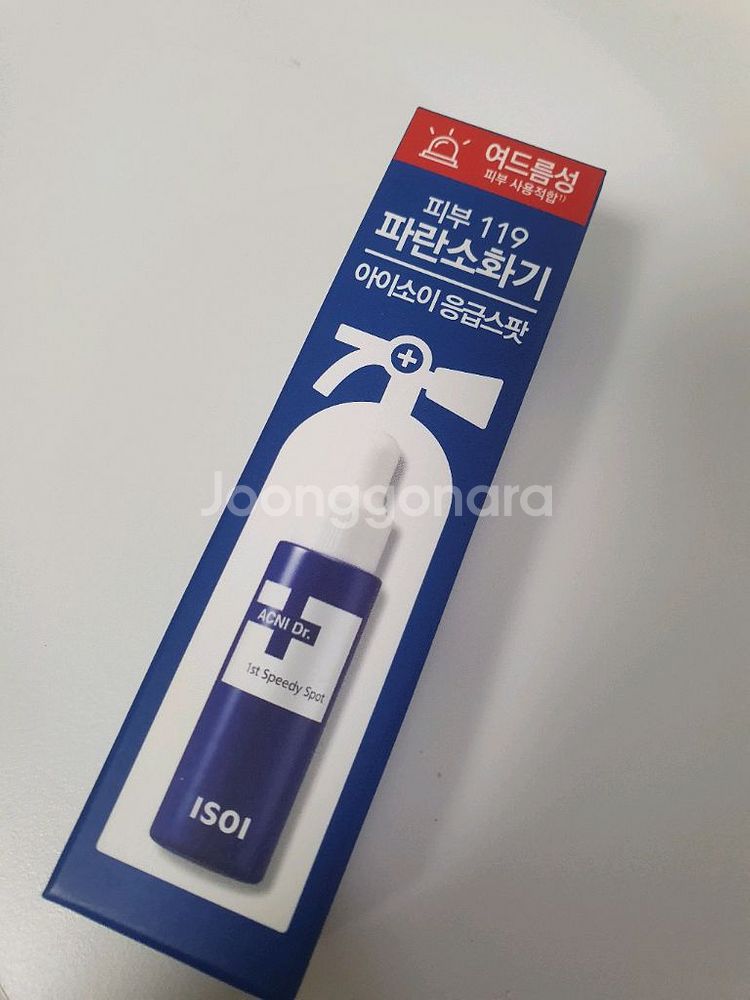 여드름성
피부 사용적합¹⁾
피부 119
파란소화기
아이소이 응급스팟
Joonggonara
ACNI Dr.
1st Speedy Spot
ISOI